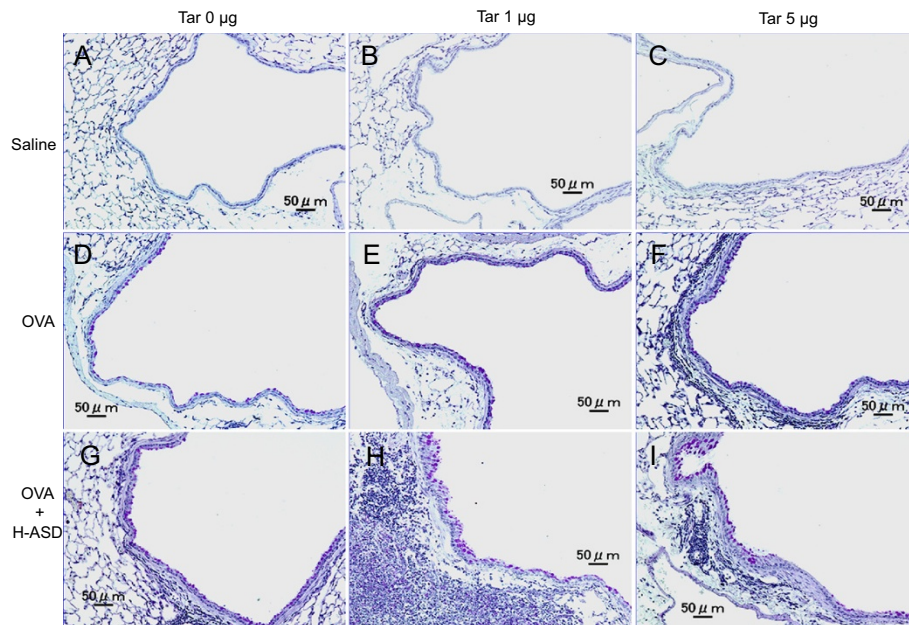 Tar 0 µg Tar 1 µg Tar 5 µg
A B C
Saline
50 µm 50 µm 50 µm
D E F
OVA
50 µm 50 µm 50 µm
G H I
OVA
+
H-ASD
50 µm 50 µm 50 µm